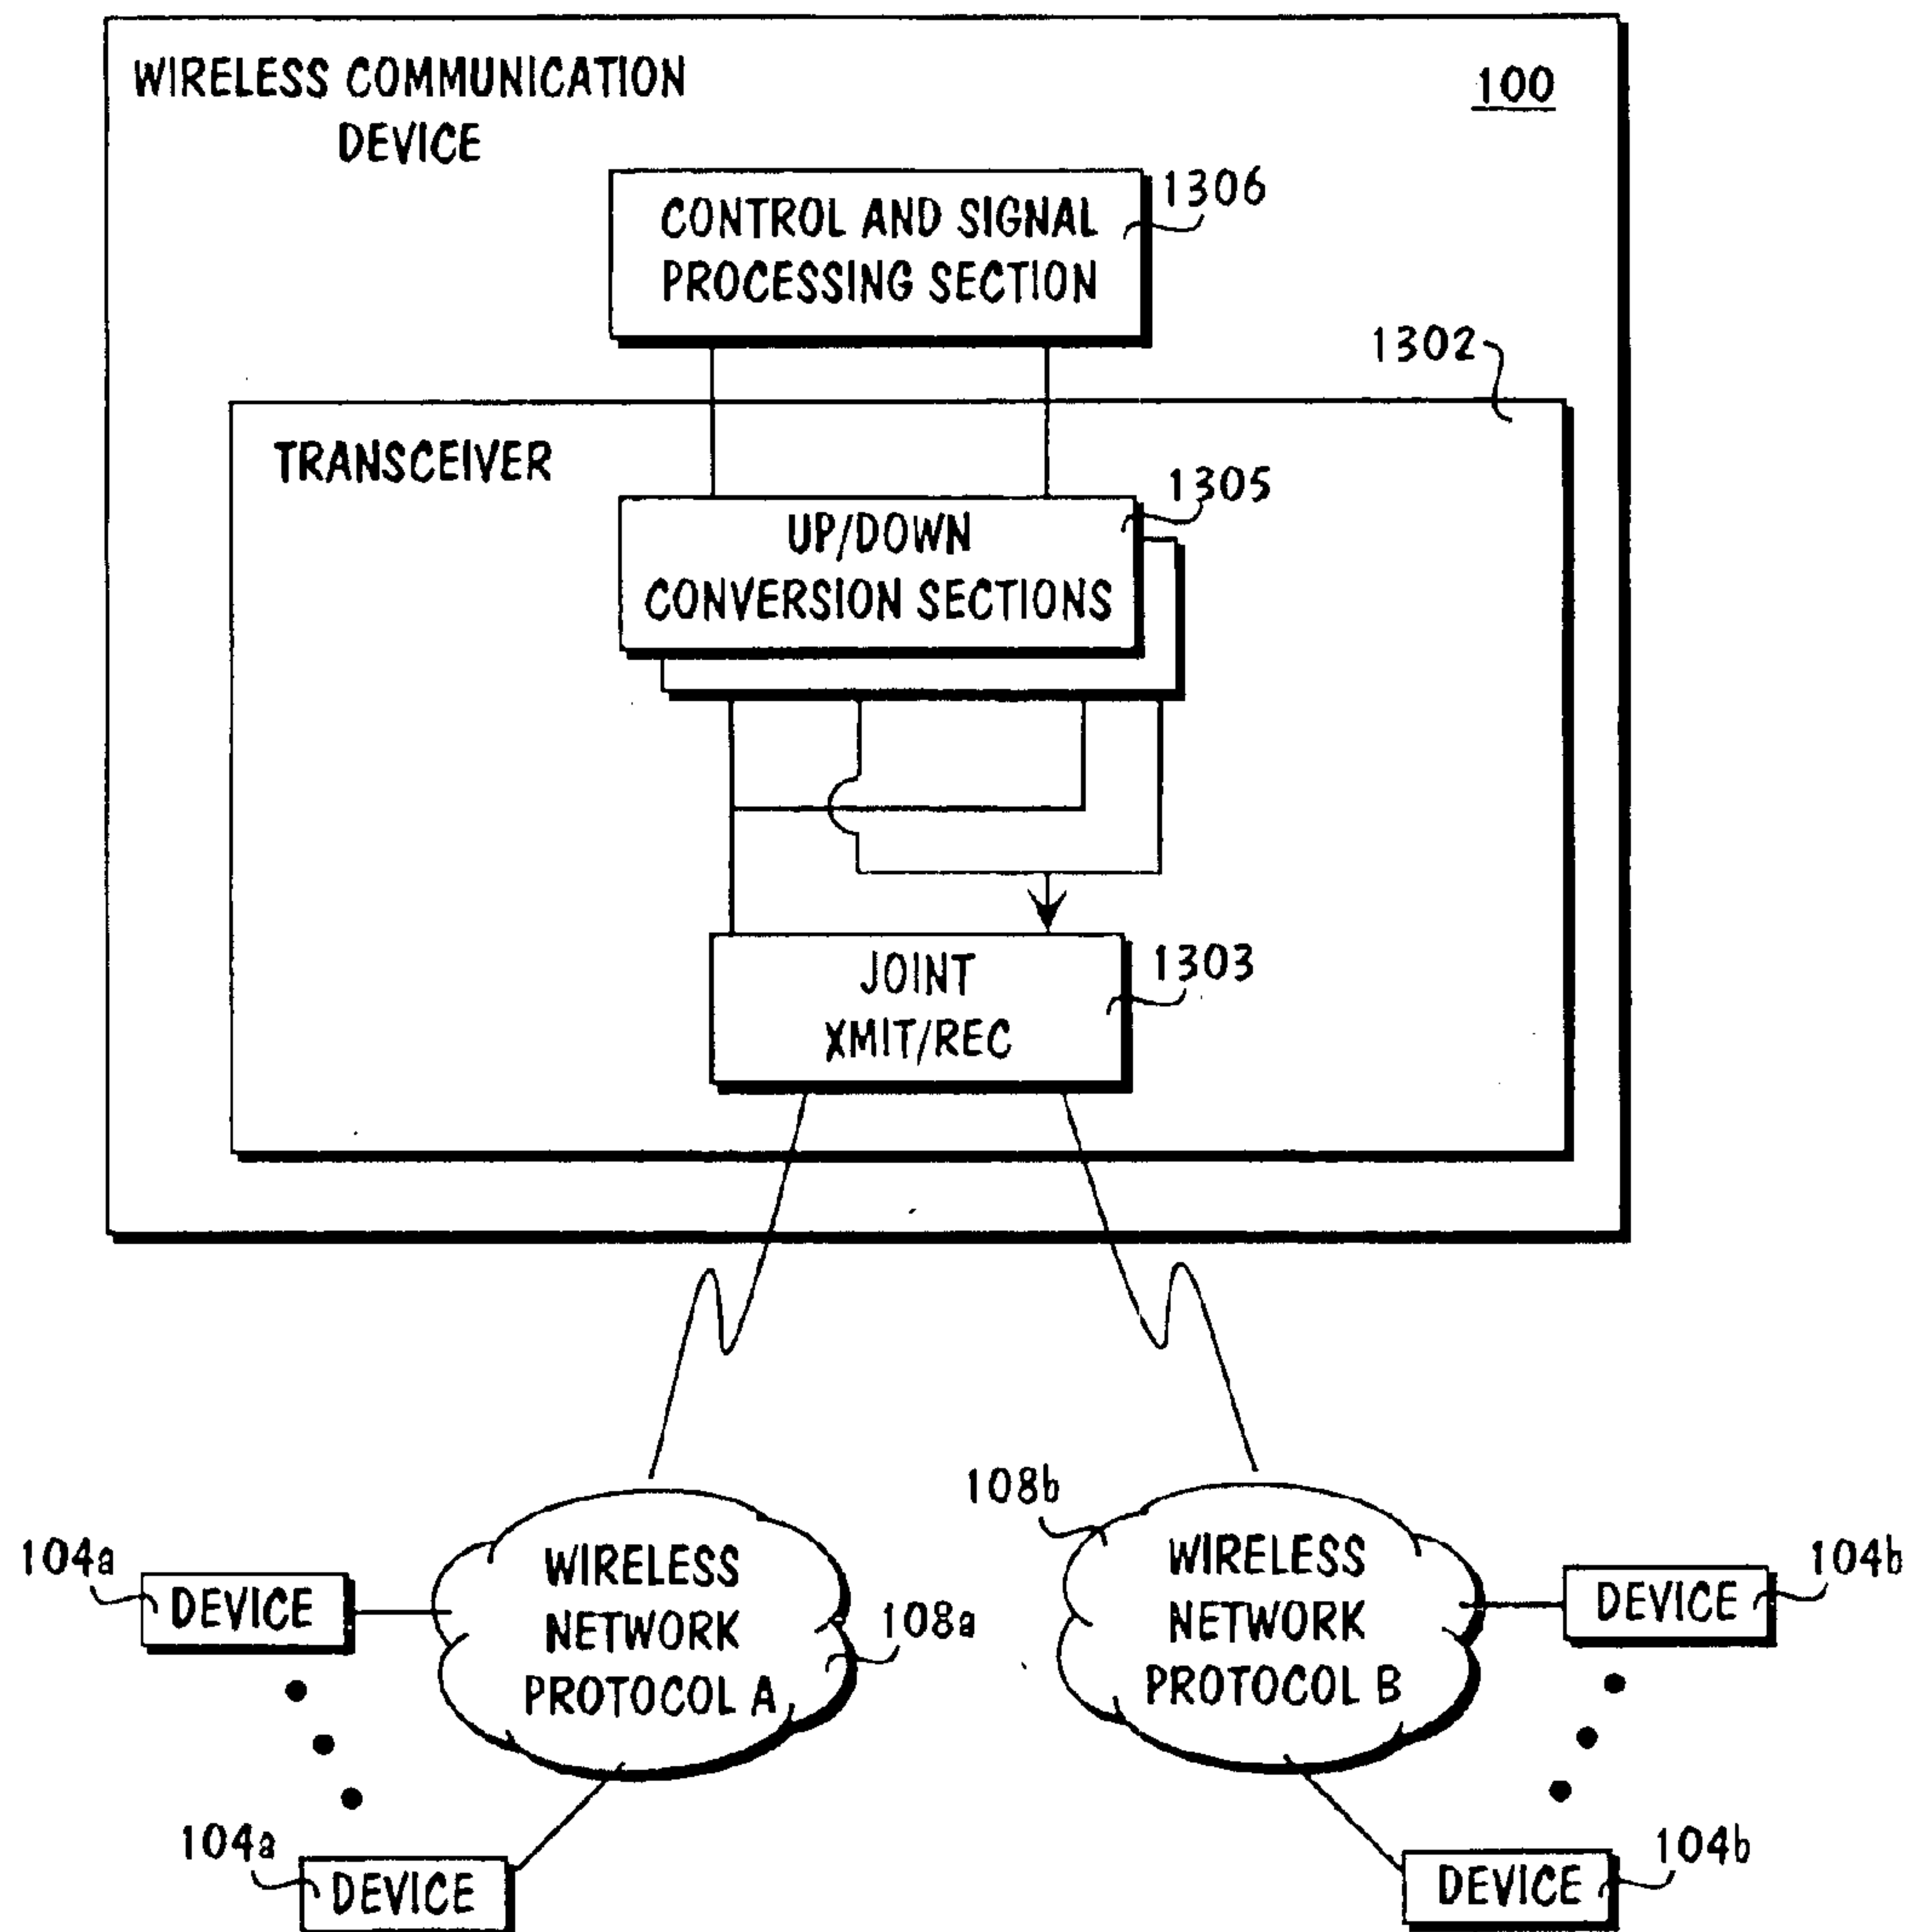 WIRELESS COMMUNICATION
DEVICE
100
CONTROL AND SIGNAL
PROCESSING SECTION
1306
1302
TRANSCEIVER
1305
UP/DOWN
CONVERSION SECTIONS
JOINT
XMIT/REC
1303
108b
104a
DEVICE
WIRELESS
NETWORK
PROTOCOL A
108a
WIRELESS
NETWORK
PROTOCOL B
DEVICE
104b
104a
DEVICE
DEVICE
104b